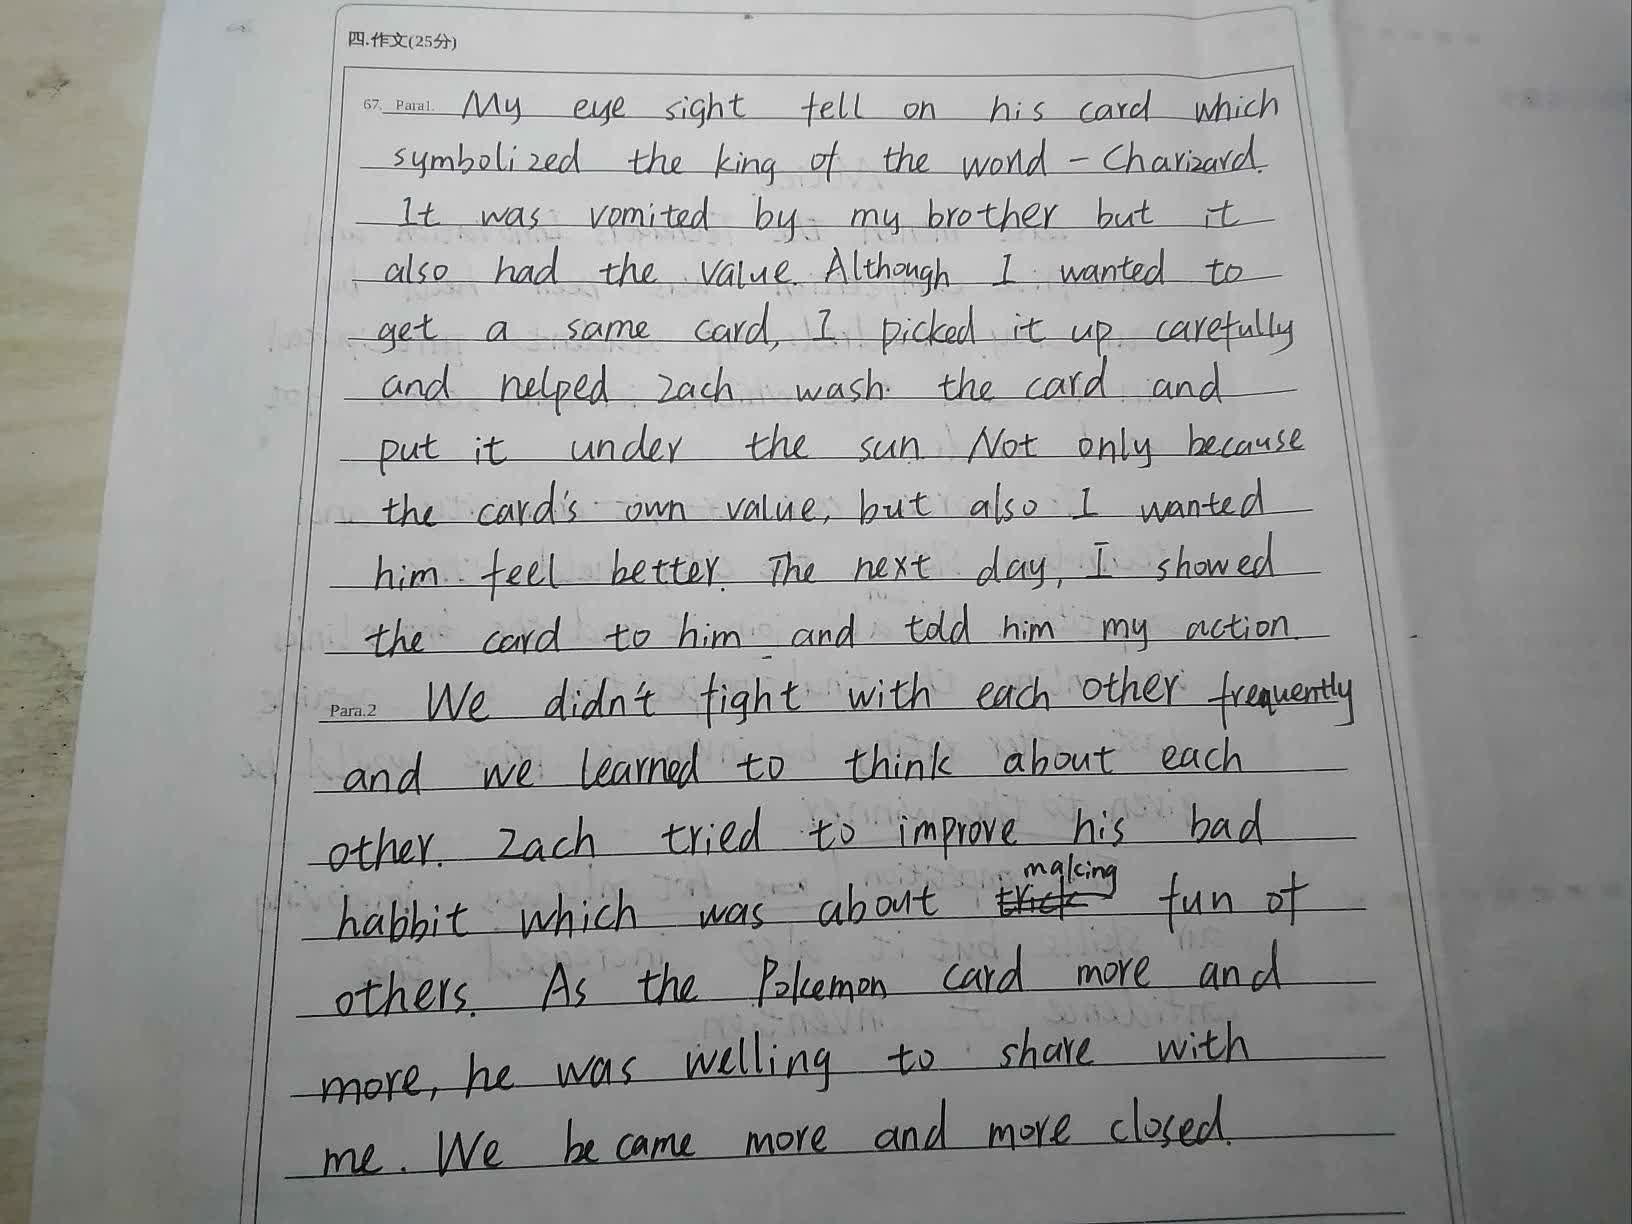 四.作文(25分)
67. Para1. My eye sight fell on his card which
symbolized the king of the world - Charizard.
It was vomited by my brother but it
also had the value. Although I wanted to
get a same card, I picked it up carefully
and helped Zach wash the card and
put it under the sun. Not only because
the card's own value, but also I wanted
him feel better. The next day, I showed
the card to him and told him my action.
Para.2 We didn't fight with each other frequently
and we learned to think about each
other. Zach tried to improve his bad
making
habbit which was about trick fun of
others. As the Pokemon card more and
more, he was welling to share with
me. We became more and more closed.